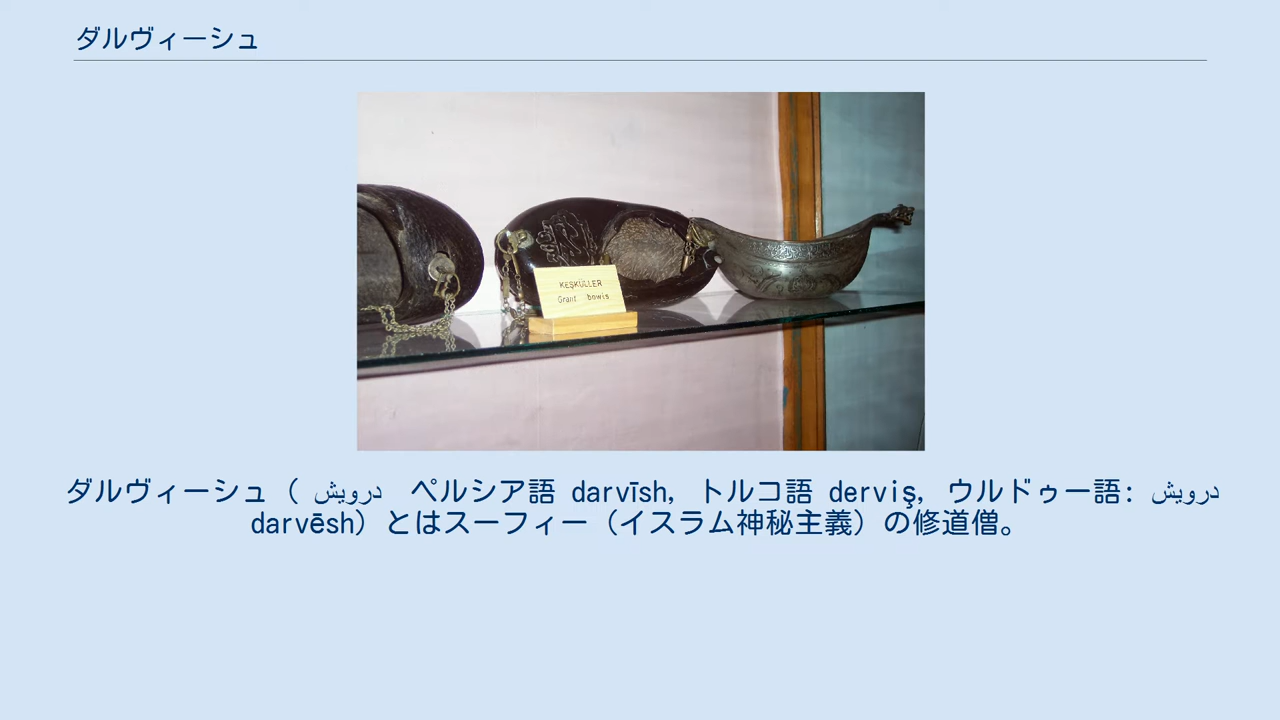 ダルヴィーシュ
KEŞKÜLLER
Grant bowls
ダルヴィーシュ（ درویش　ペルシア語 darvīsh, トルコ語 derviş, ウルドゥー語: درويش
darvēsh）とはスーフィー（イスラム神秘主義）の修道僧。